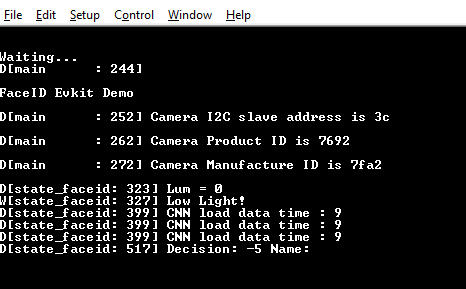 File Edit Setup Control Window Help
Waiting...
D[main       : 244]
FaceID Evkit Demo
D[main       : 252] Camera I2C slave address is 3c
D[main       : 262] Camera Product ID is 7692
D[main       : 272] Camera Manufacture ID is 7fa2
D[state_faceid: 323] Lum = 0
W[state_faceid: 327] Low Light!
D[state_faceid: 399] CNN load data time : 9
D[state_faceid: 399] CNN load data time : 9
D[state_faceid: 399] CNN load data time : 9
D[state_faceid: 517] Decision: -5 Name: